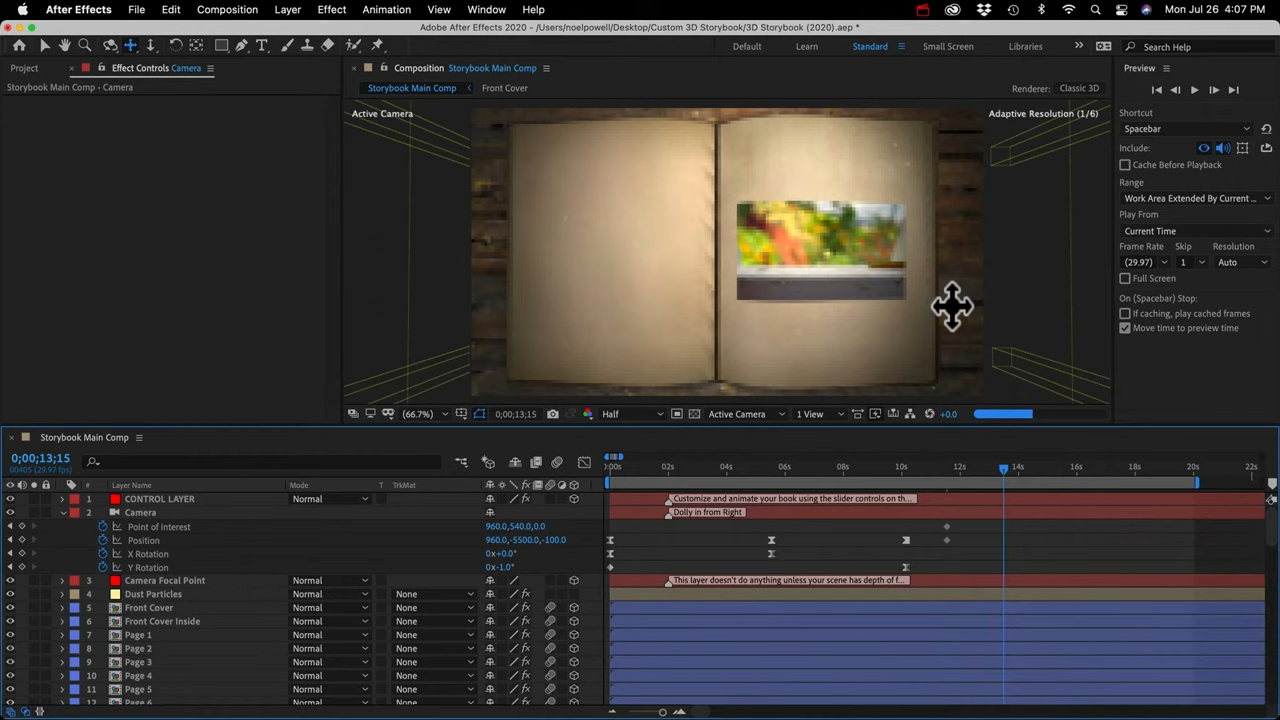 After Effects File Edit Composition Layer Effect Animation View Window Help Mon Jul 26 4:07 PM
Adobe After Effects 2020 - /Users/noelpowell/Desktop/Custom 3D Storybook/3D Storybook (2020).aep *
Default Learn Standard Small Screen Libraries Search Help
Project Effect Controls Camera Composition Storybook Main Comp Preview
Storybook Main Comp • Camera Storybook Main Comp Front Cover Renderer: Classic 3D
Active Camera Adaptive Resolution (1/6)
Shortcut
Spacebar
Include:
Cache Before Playback
Range
Work Area Extended By Current ...
Play From
Current Time
Frame Rate Skip Resolution
(29.97) 1 Auto
Full Screen
On (Spacebar) Stop:
If caching, play cached frames
Move time to preview time
(66.7%) 0;00;13;15 Half Active Camera 1 View +0.0
Storybook Main Comp
0;00;13;15
00405 (29.97 fps)
:00s 02s 04s 06s 08s 10s 12s 14s 16s 18s 20s 22s
# Layer Name Mode T TrkMat
1 CONTROL LAYER Normal Customize and animate your book using the slider controls on th...
2 Camera Dolly in from Right
Point of Interest 960.0,540.0,0.0
Position 960.0,-5500.0,-100.0
X Rotation 0x+0.0°
Y Rotation 0x-1.0°
3 Camera Focal Point Normal This layer doesn't do anything unless your scene has depth of f...
4 Dust Particles Normal None
5 Front Cover Normal None
6 Front Cover Inside Normal None
7 Page 1 Normal None
8 Page 2 Normal None
9 Page 3 Normal None
10 Page 4 Normal None
11 Page 5 Normal None
12 Page 6 Normal None